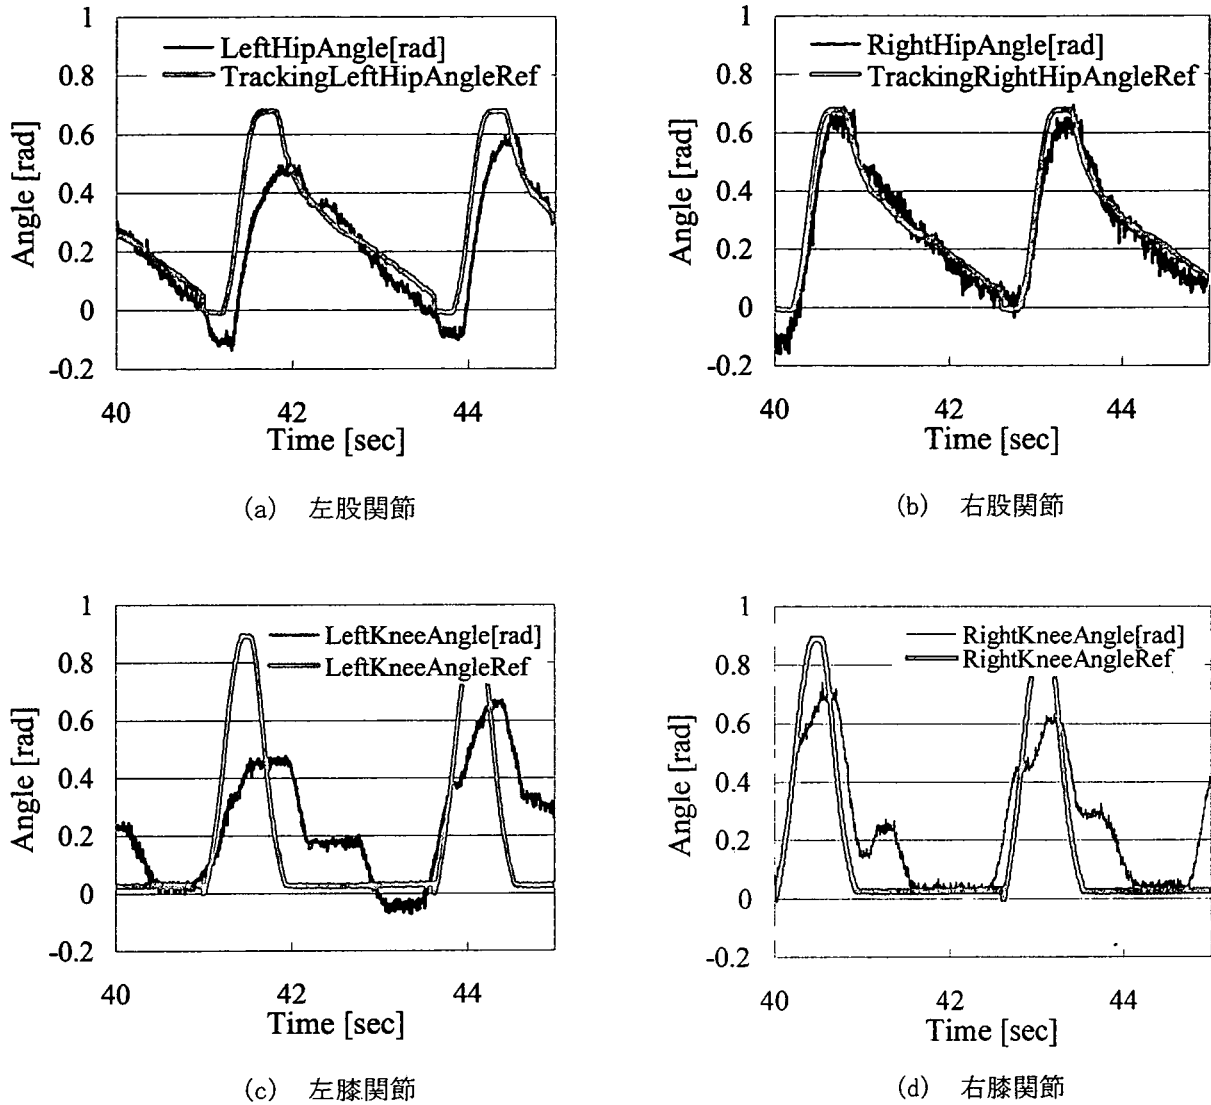 1
0.8
0.6
0.4
0.2
0
-0.2
Angle [rad]
LeftHipAngle[rad]
TrackingLeftHipAngleRef
40
42
44
Time [sec]
(a) 左股関節
1
0.8
0.6
0.4
0.2
0
-0.2
Angle [rad]
RightHipAngle[rad]
TrackingRightHipAngleRef
40
42
44
Time [sec]
(b) 右股関節
1
0.8
0.6
0.4
0.2
0
-0.2
Angle [rad]
LeftKneeAngle[rad]
LeftKneeAngleRef
40
42
44
Time [sec]
(c) 左膝関節
1
0.8
0.6
0.4
0.2
0
-0.2
Angle [rad]
RightKneeAngle[rad]
RightKneeAngleRef
40
42
44
Time [sec]
(d) 右膝関節